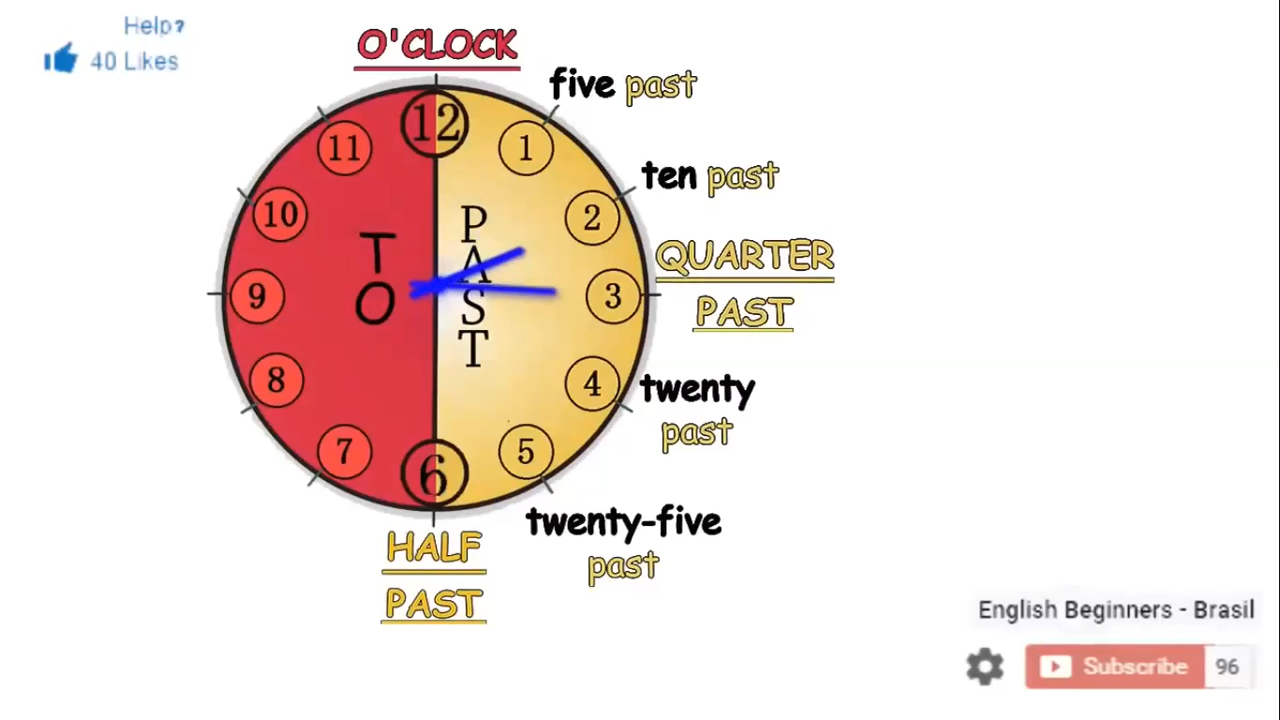 Help?
40 Likes
O'CLOCK
five past
ten past
QUARTER
PAST
twenty
past
twenty-five
past
HALF
PAST
12
1
2
3
4
5
6
7
8
9
10
11
TO
PAST
English Beginners - Brasil
Subscribe 96